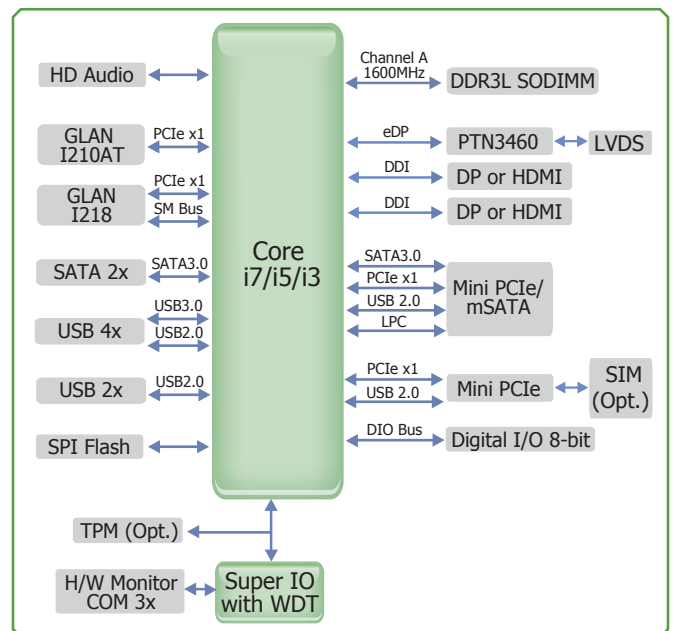 HD Audio
GLAN
I210AT
PCIe x1
GLAN
I218
PCIe x1
SM Bus
SATA 2x
SATA3.0
USB 4x
USB3.0
USB2.0
USB 2x
USB2.0
SPI Flash
Core
i7/i5/i3
Channel A
1600MHz
DDR3L SODIMM
eDP
PTN3460
LVDS
DDI
DP or HDMI
DDI
DP or HDMI
SATA3.0
PCIe x1
USB 2.0
LPC
Mini PCIe/
mSATA
PCIe x1
USB 2.0
Mini PCIe
SIM
(Opt.)
DIO Bus
Digital I/O 8-bit
TPM (Opt.)
H/W Monitor
COM 3x
Super IO
with WDT